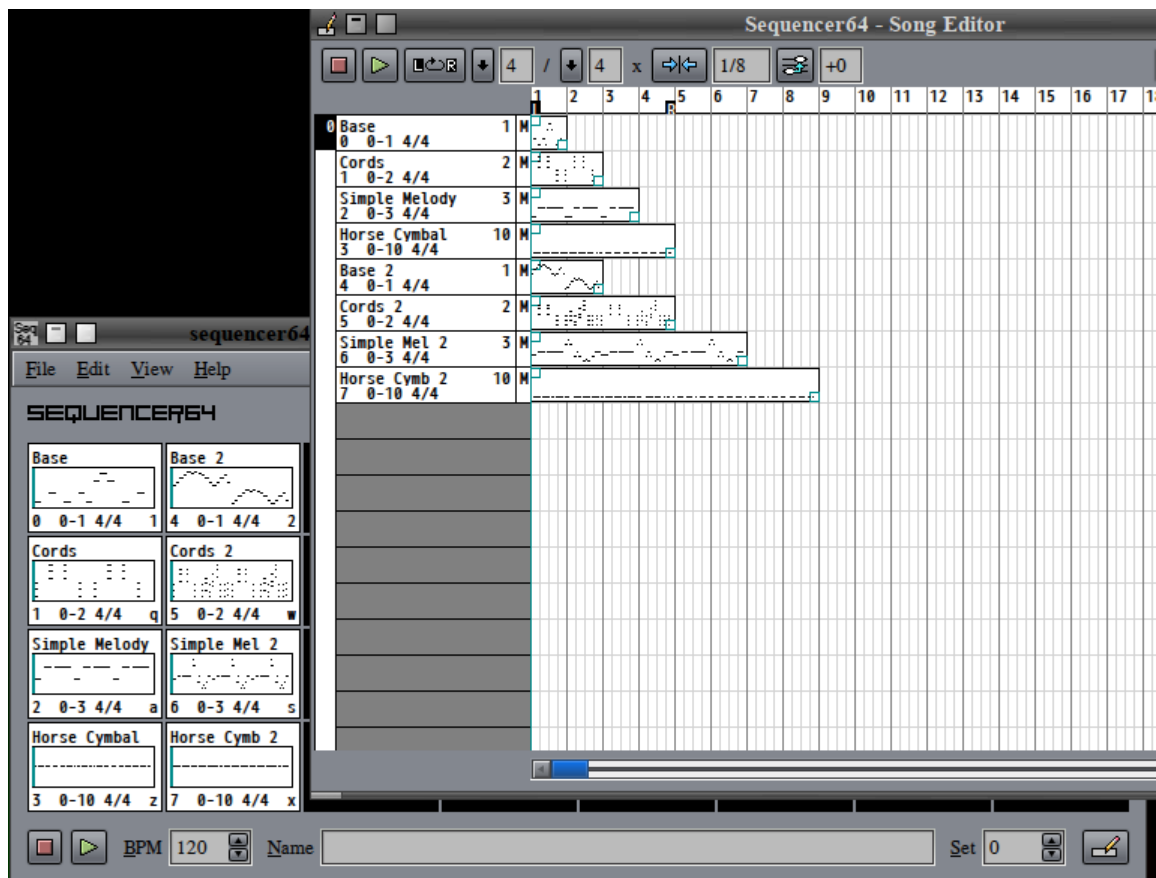 Sequencer64 - Song Editor
L R 4 / 4 x 1/8 +0
1 2 3 4 5 6 7 8 9 10 11 12 13 14 15 16 17 1
L R
0 Base 1 M
0 0-1 4/4
Cords 2 M
1 0-2 4/4
Simple Melody 3 M
2 0-3 4/4
Horse Cymbal 10 M
3 0-10 4/4
Base 2 1 M
4 0-1 4/4
Cords 2 2 M
5 0-2 4/4
Simple Mel 2 3 M
6 0-3 4/4
Horse Cymb 2 10 M
7 0-10 4/4
Seq 64 sequencer64
File Edit View Help
SEQUENCER64
Base Base 2
0 0-1 4/4 1 4 0-1 4/4 2
Cords Cords 2
1 0-2 4/4 q 5 0-2 4/4 w
Simple Melody Simple Mel 2
2 0-3 4/4 a 6 0-3 4/4 s
Horse Cymbal Horse Cymb 2
3 0-10 4/4 z 7 0-10 4/4 x
BPM 120 Name Set 0